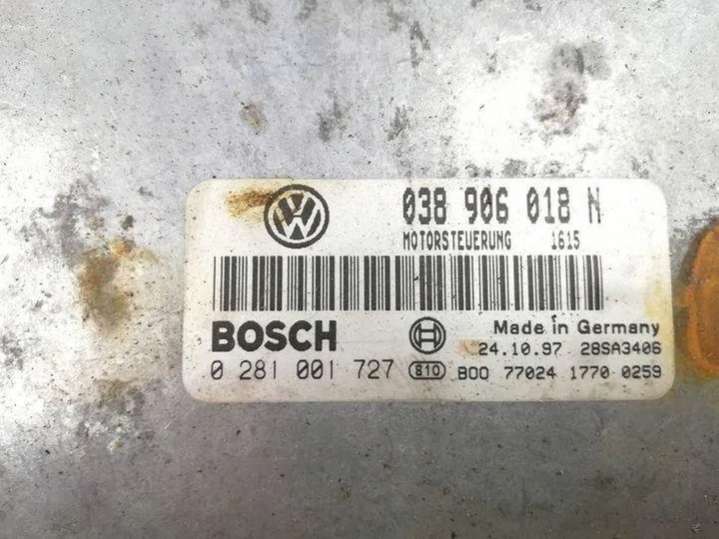 038 906 018 N
MOTORSTEUERUNG 1615
BOSCH
Made in Germany
24.10.97 28SA3406
0 281 001 727 S10 B00 77024 1770 0259